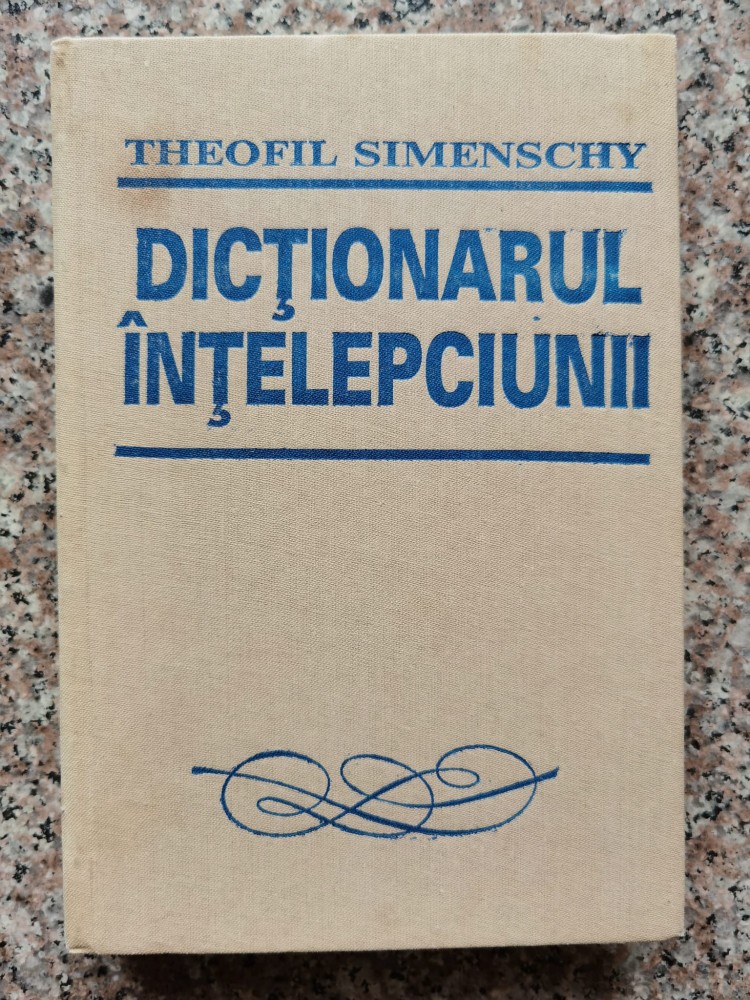 THEOFIL SIMENSCHY
DICŢIONARUL
ÎNŢELEPCIUNII